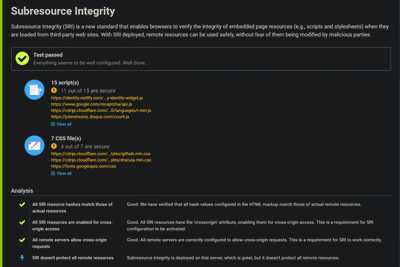 Subresource Integrity
Subresource Integrity (SRI) is a new standard that enables browsers to verify the integrity of embedded page resources (e.g., scripts and stylesheets) when they
are loaded from third-party web sites. With SRI deployed, remote resources can be used safely, without fear of them being modified by malicious parties.
Test passed
Everything seems to be well configured. Well done.
15 script(s)
11 out of 15 are secure
https://identity.netlify.com/...y-identity-widget.js
https://www.google.com/recaptcha/api.js
https://cdnjs.cloudflare.com/...0/languages/r.min.js
https://julioreitxanz.disqus.com/count.js
View all
7 CSS file(s)
4 out of 7 are secure
https://cdnjs.cloudflare.com/...tyles/github.min.css
https://cdnjs.cloudflare.com/...tyles/dracula.min.css
https://fonts.googleapis.com/css
View all
Analysis
All SRI resource hashes match those of actual resources
Good. We have verified that all hash values configured in the HTML markup match those of actual remote resources.
All SRI resources are enabled for cross-origin access
Good. All SRI resources have the 'crossorigin' attribute, enabling them for cross-origin access. This is a requirement for SRI
configuration to be activated.
All remote servers allow cross-origin requests
Good. All remote servers are correctly configured to allow cross-origin requests. This is a requirement for SRI to work correctly.
SRI doesn't protect all remote resources
Subresource integrity is deployed on this server, which is great, but it doesn't protect all remote resources.